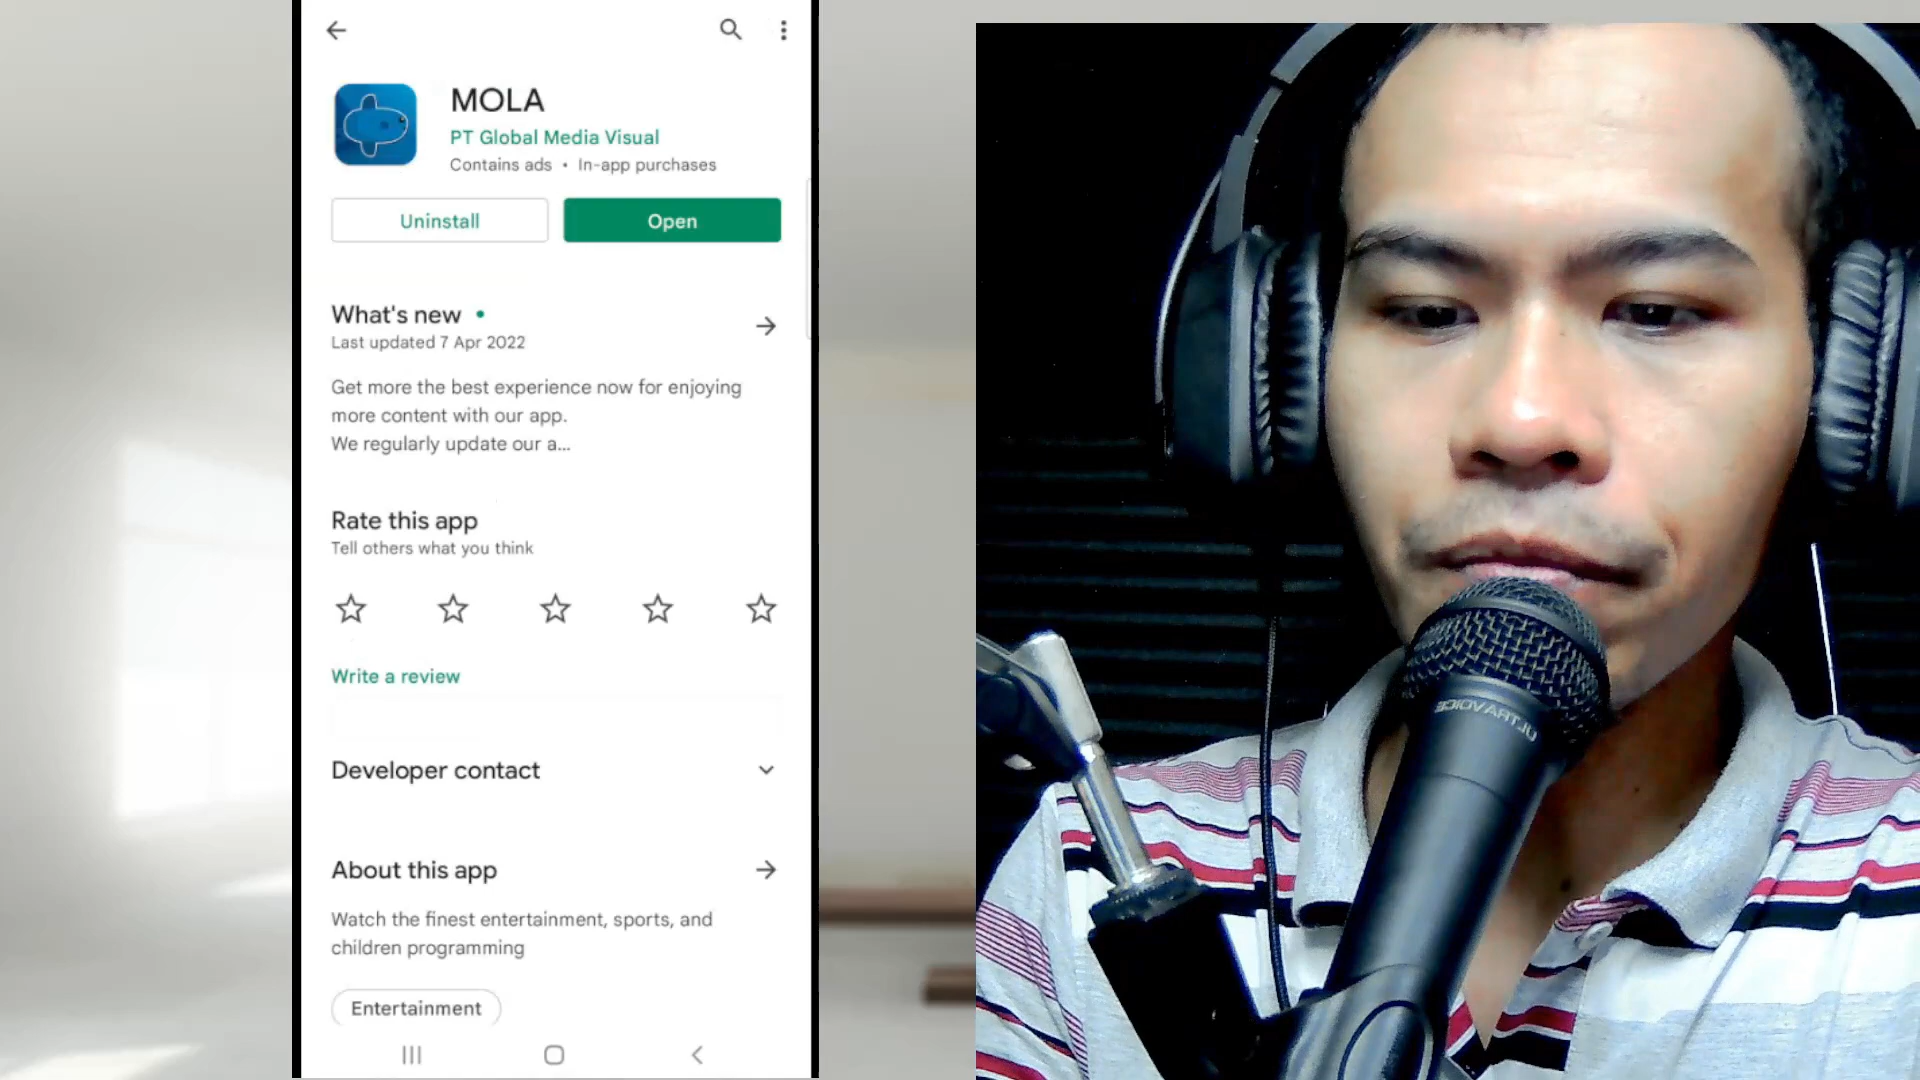 MOLA
PT Global Media Visual
Contains ads • In-app purchases
Uninstall
Open
What's new •
Last updated 7 Apr 2022
Get more the best experience now for enjoying
more content with our app.
We regularly update our a...
Rate this app
Tell others what you think
Write a review
Developer contact
About this app
Watch the finest entertainment, sports, and
children programming
Entertainment
ULTRAVOICE